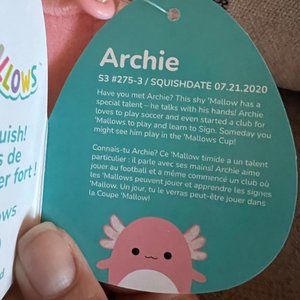 MALLOWS
uish!
s de
er fort !
ws
d
Archie
S3 #275-3 / SQUISHDATE 07.21.2020
Have you met Archie? This shy 'Mallow has a
special talent—he talks with his hands! Archie
loves to play soccer and even started a club for
'Mallows to play and learn to Sign. Someday you
might see him play in the 'Mallows Cup!
Connais-tu Archie? Ce 'Mallow timide a un talent
particulier : il parle avec ses mains! Archie aime
jouer au football et a même commencé un club où
les 'Mallows peuvent jouer et apprendre les signes
'Mallow. Un jour, tu le verras peut-être jouer dans
la Coupe 'Mallow!